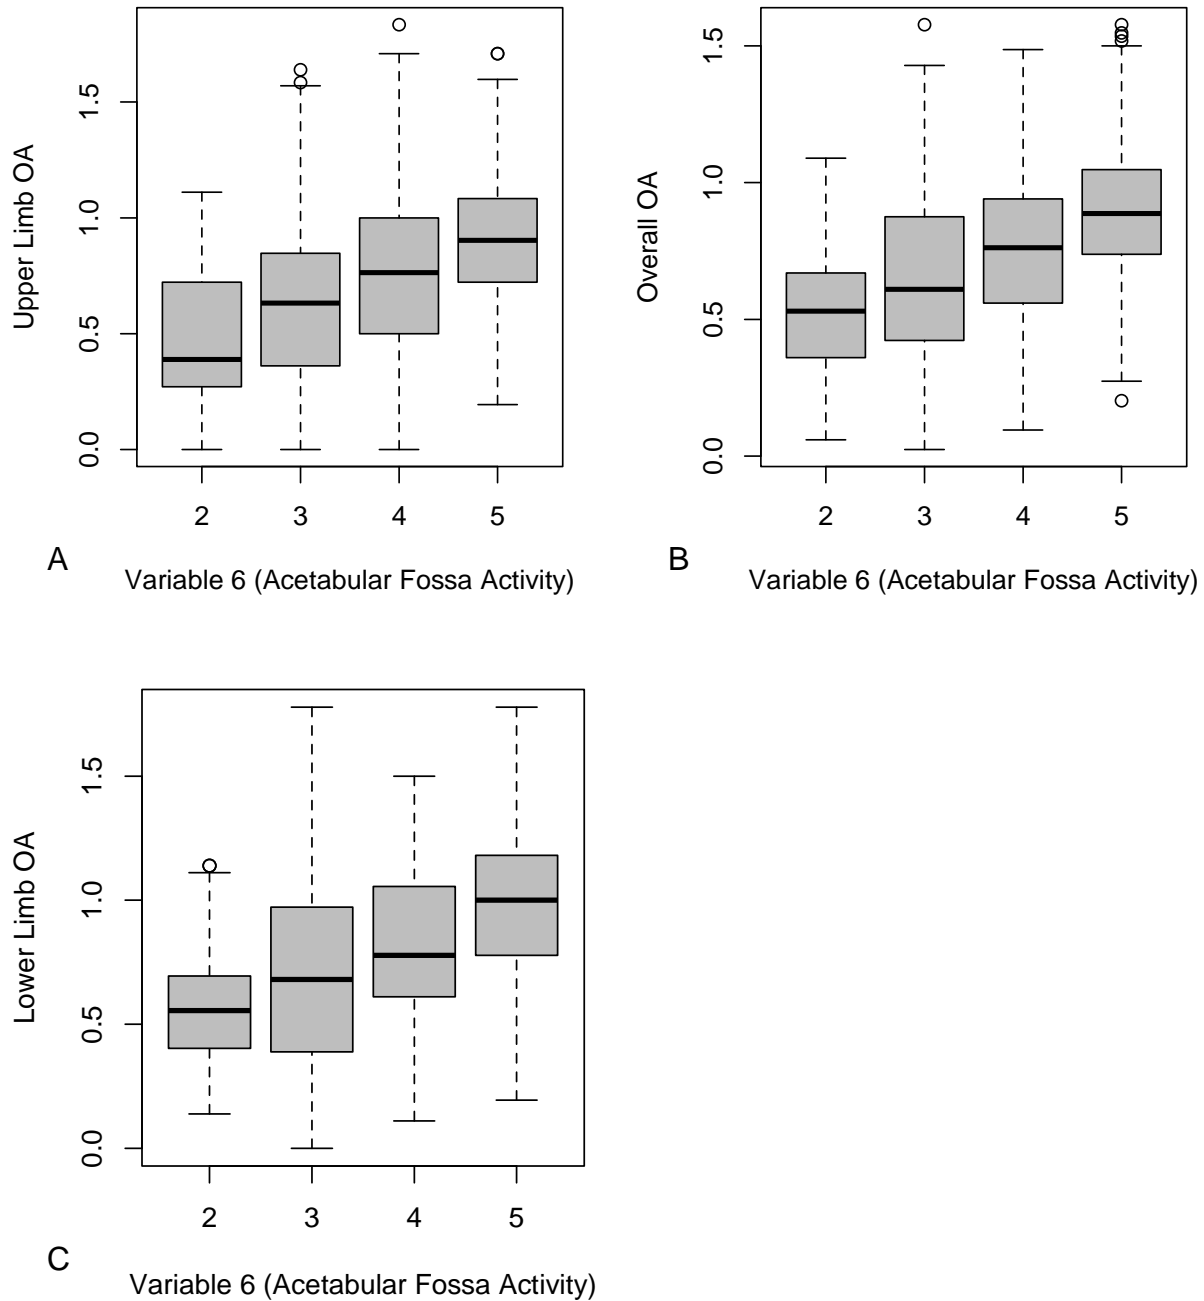 Upper Limb OA
0.0 0.5 1.0 1.5
2 3 4 5
A
Variable 6 (Acetabular Fossa Activity)
Overall OA
0.0 0.5 1.0 1.5
2 3 4 5
B
Variable 6 (Acetabular Fossa Activity)
Lower Limb OA
0.0 0.5 1.0 1.5
2 3 4 5
C
Variable 6 (Acetabular Fossa Activity)